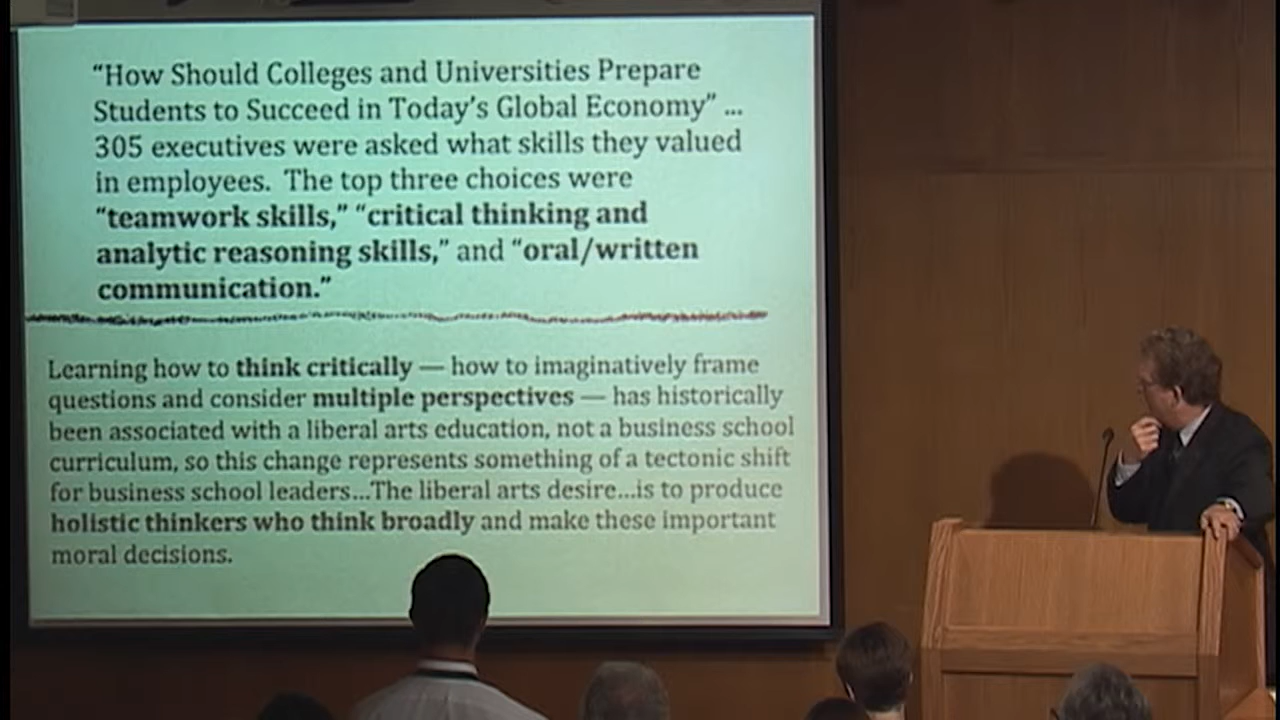 “How Should Colleges and Universities Prepare
Students to Succeed in Today’s Global Economy” ...
305 executives were asked what skills they valued
in employees.  The top three choices were
“teamwork skills,” “critical thinking and
analytic reasoning skills,” and “oral/written
communication.”
Learning how to think critically — how to imaginatively frame
questions and consider multiple perspectives — has historically
been associated with a liberal arts education, not a business school
curriculum, so this change represents something of a tectonic shift
for business school leaders...The liberal arts desire...is to produce
holistic thinkers who think broadly and make these important
moral decisions.